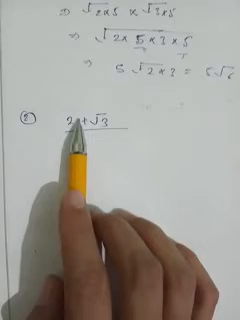 ⇒ √2×5 × √3×5
⇒ √2×5×3×5
⇒ 5√2×3 = 5√6
② 2+√3